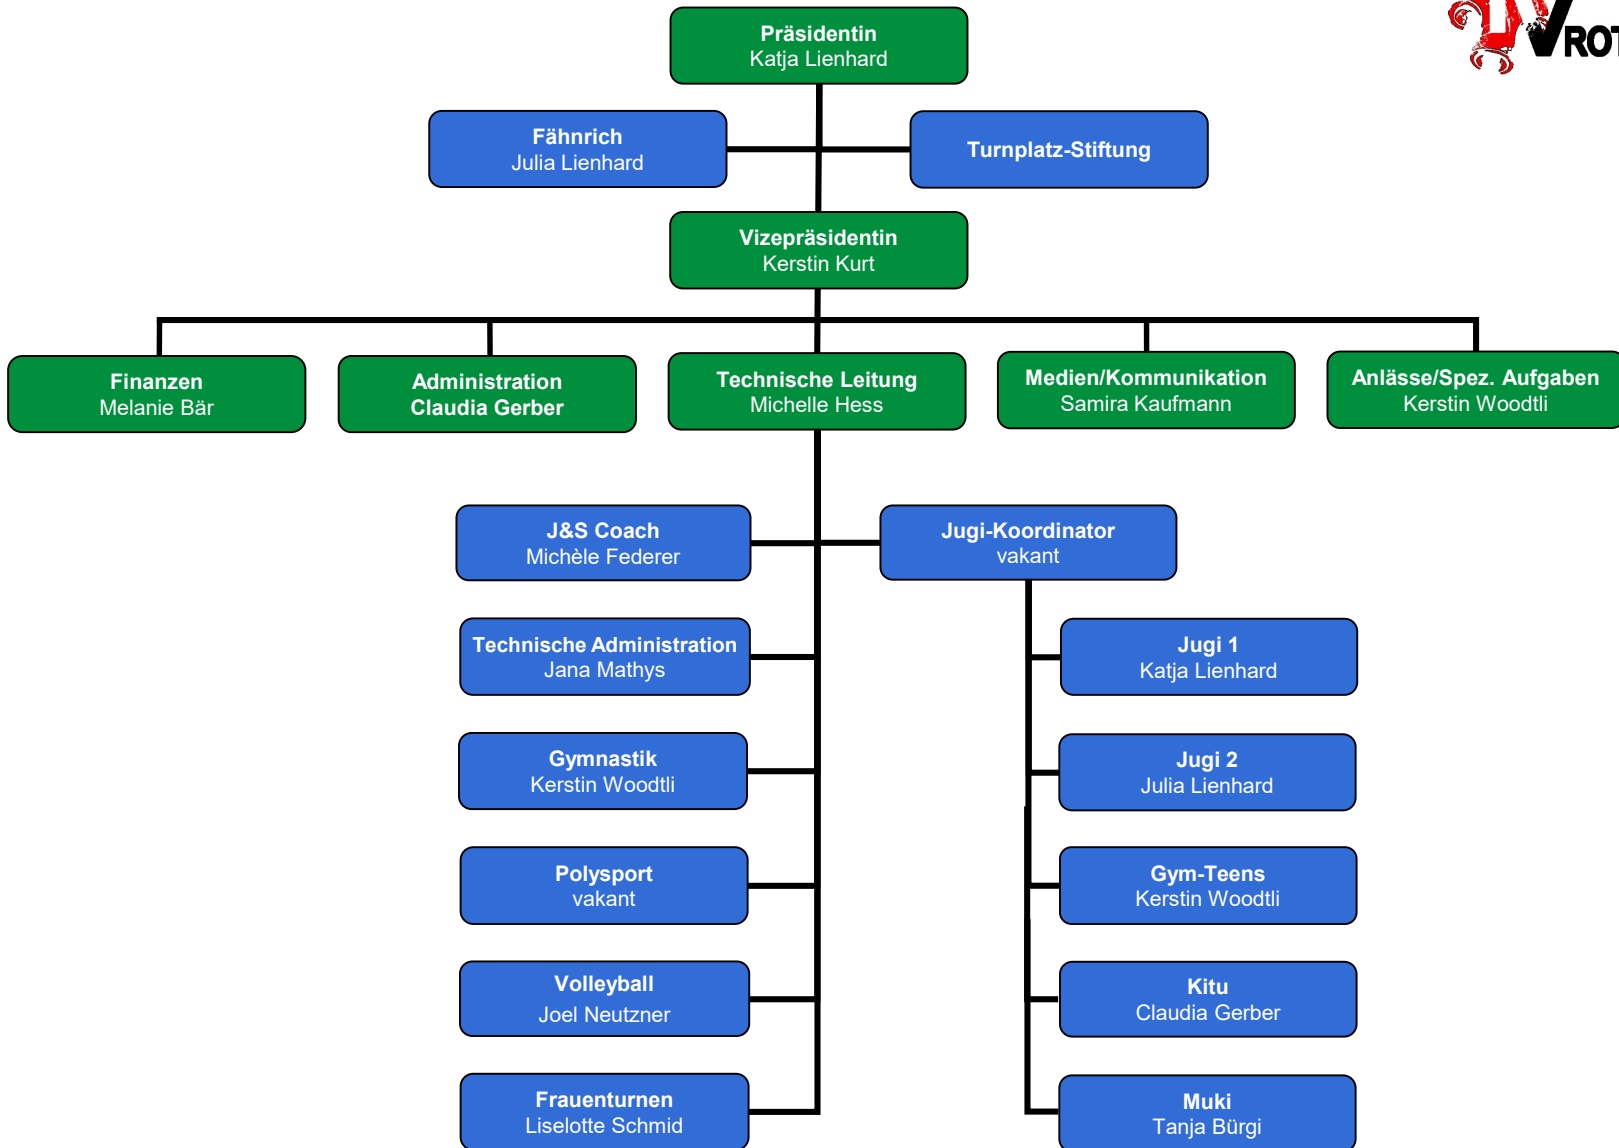 ROT
Präsidentin
Katja Lienhard
Fähnrich
Julia Lienhard
Turnplatz-Stiftung
Vizepräsidentin
Kerstin Kurt
Finanzen
Melanie Bär
Administration
Claudia Gerber
Technische Leitung
Michelle Hess
Medien/Kommunikation
Samira Kaufmann
Anlässe/Spez. Aufgaben
Kerstin Woodtli
J&S Coach
Michèle Federer
Jugi-Koordinator
vakant
Technische Administration
Jana Mathys
Jugi 1
Katja Lienhard
Gymnastik
Kerstin Woodtli
Jugi 2
Julia Lienhard
Polysport
vakant
Gym-Teens
Kerstin Woodtli
Volleyball
Joel Neutzner
Kitu
Claudia Gerber
Frauenturnen
Liselotte Schmid
Muki
Tanja Bürgi